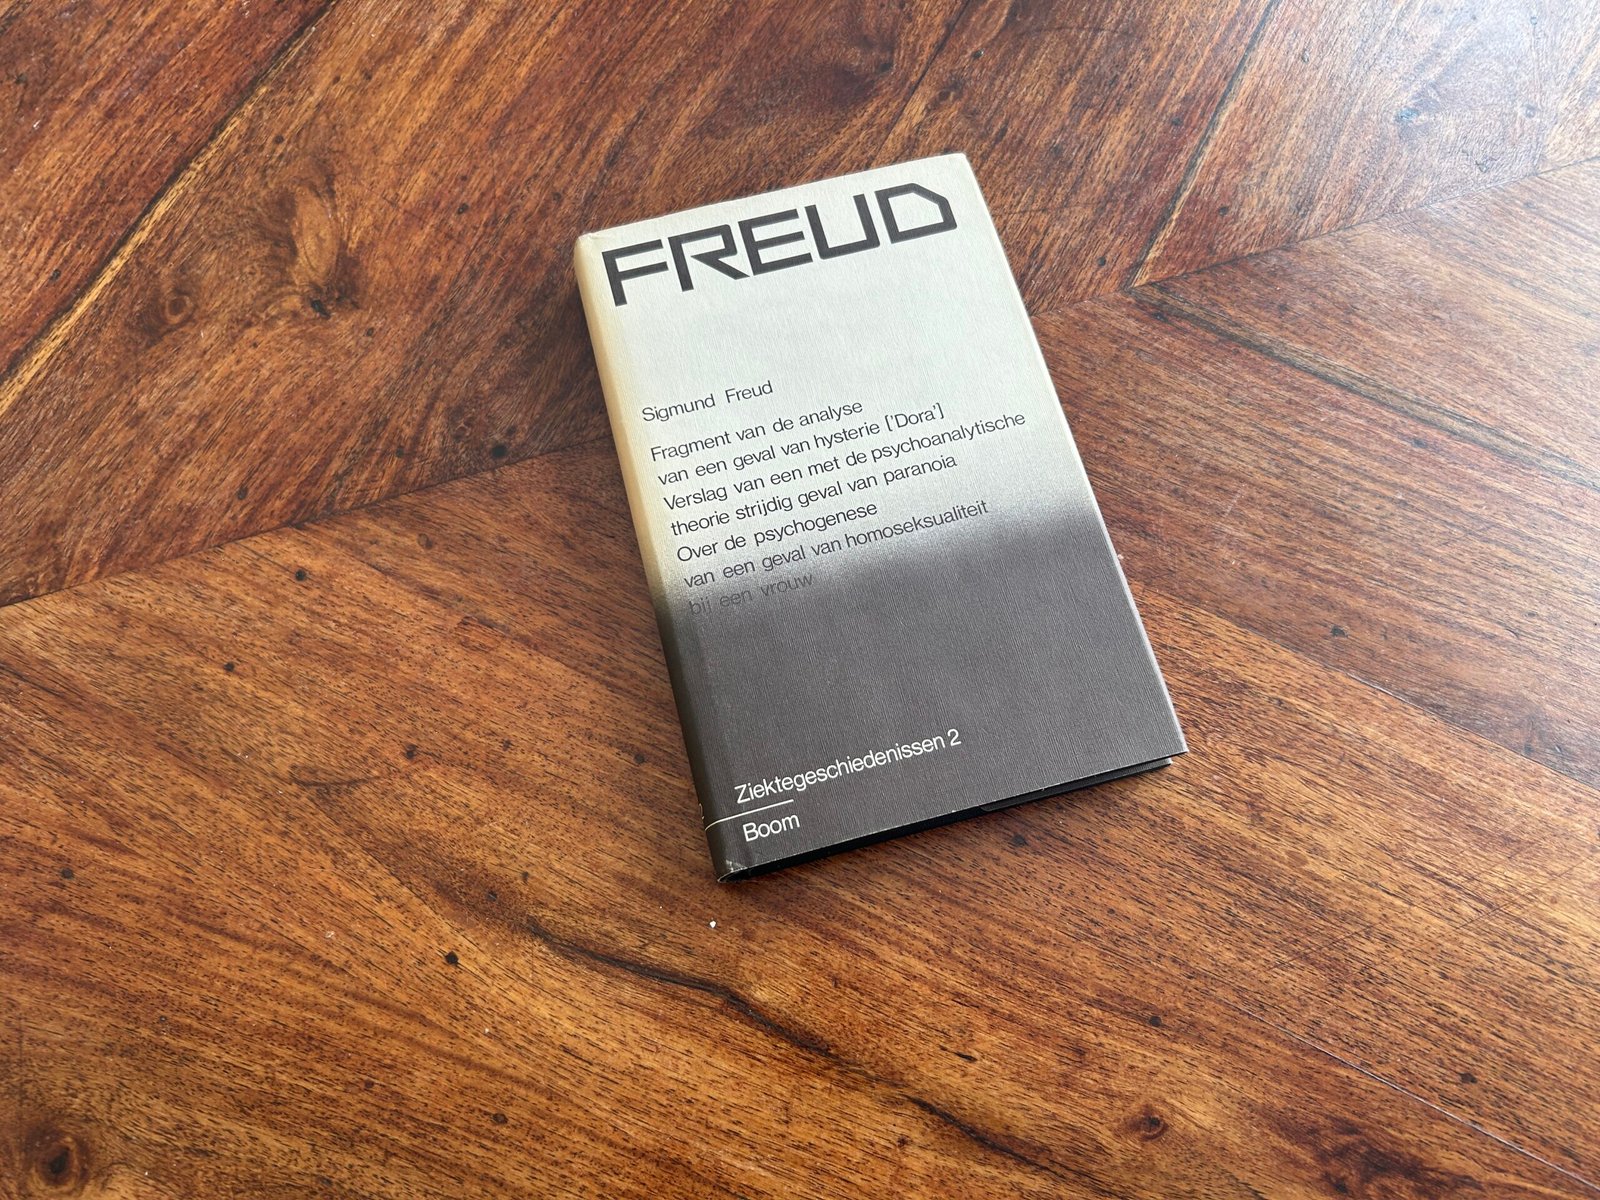 FREUD
Sigmund Freud
Fragment van de analyse
van een geval van hysterie ['Dora']
Verslag van een met de psychoanalytische
theorie strijdig geval van paranoia
Over de psychogenese
van een geval van homoseksualiteit
bij een vrouw
Ziektegeschiedenissen 2
Boom